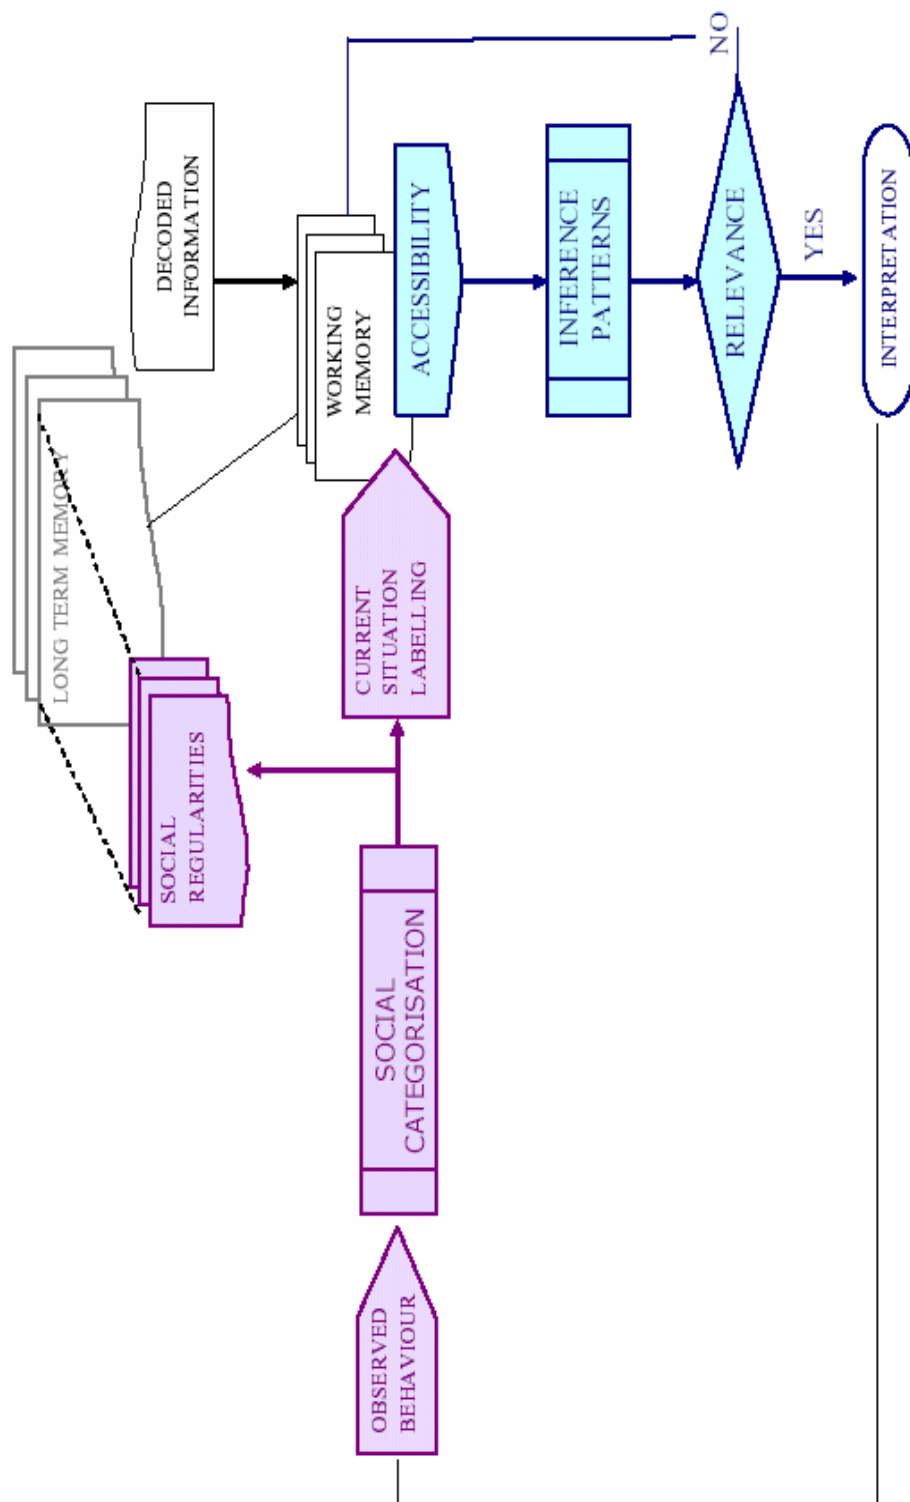 OBSERVED
BEHAVIOUR
SOCIAL
CATEGORISATION
SOCIAL
REGULARITIES
LONG TERM MEMORY
CURRENT
SITUATION
LABELLING
DECODED
INFORMATION
WORKING
MEMORY
ACCESSIBILITY
INFERENCE
PATTERNS
RELEVANCE
NO
YES
INTERPRETATION